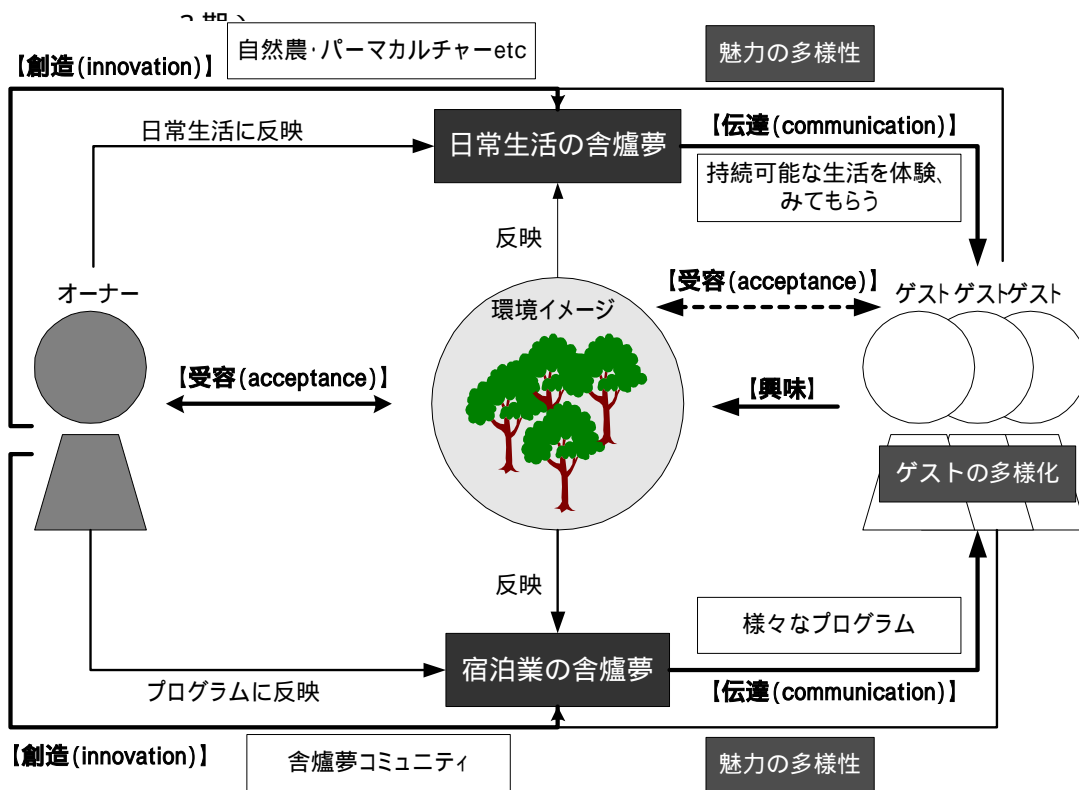 自然農・パーマカルチャーetc
魅力の多様性
【創造(innovation)】
日常生活に反映
日常生活の舎爐夢
【伝達(communication)】
持続可能な生活を体験、
みてもらう
反映
【受容(acceptance)】
オーナー
環境イメージ
ゲスト ゲスト ゲスト
【受容(acceptance)】
【興味】
ゲストの多様化
反映
様々なプログラム
宿泊業の舎爐夢
プログラムに反映
【伝達(communication)】
【創造(innovation)】
舎爐夢コミュニティ
魅力の多様性